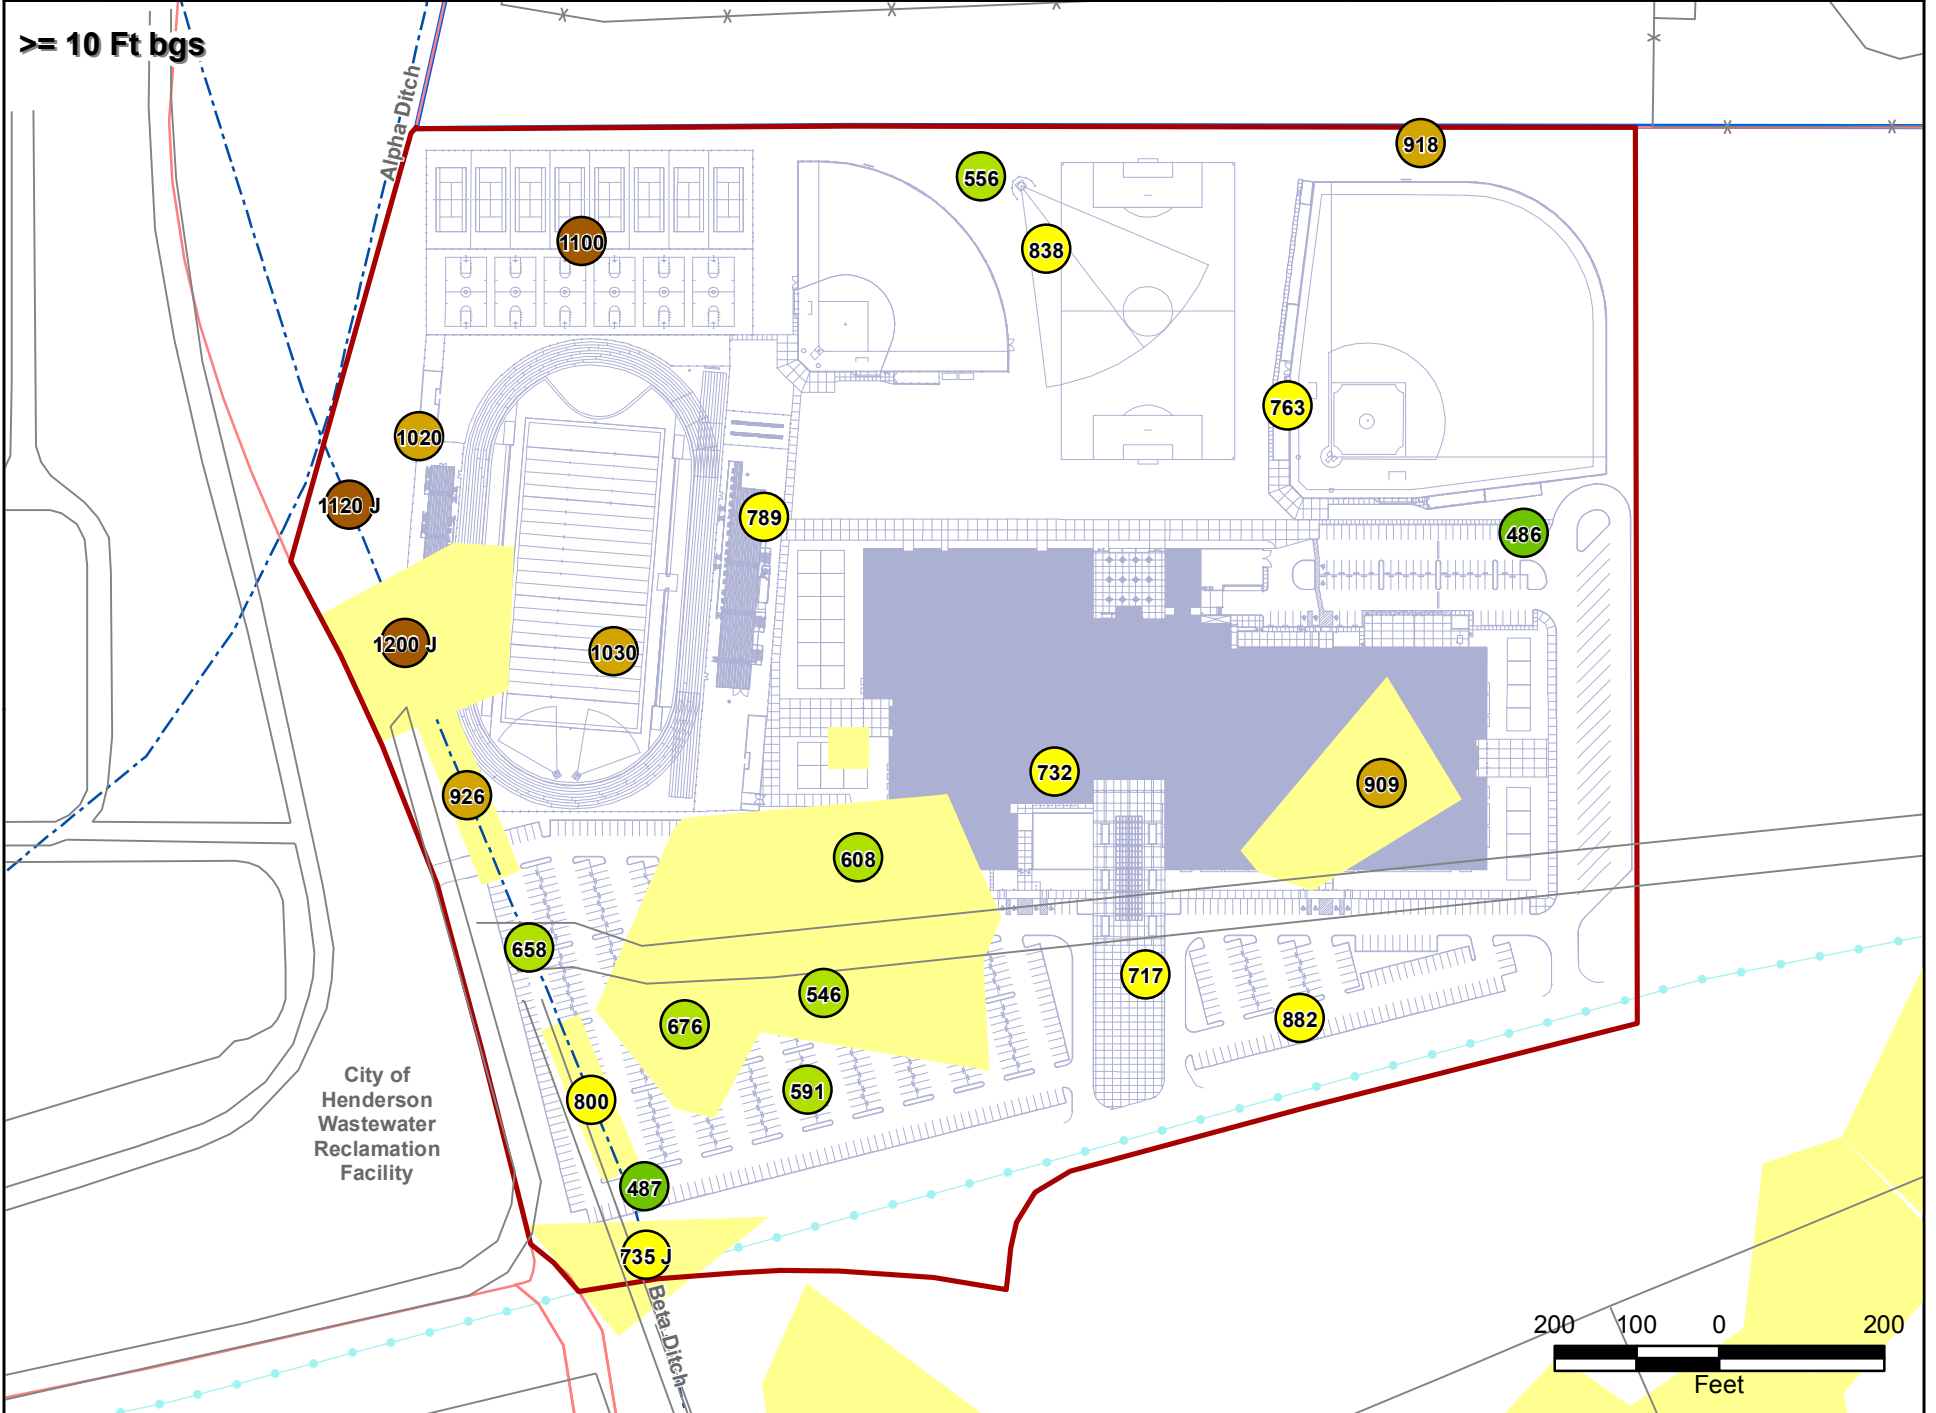 >= 10 Ft bgs
Alpha Ditch
918
556
838
1100
763
1020
1120 J
789
486
1200 J
1030
732
909
926
608
658
717
546
676
882
591
800
487
735 J
City of
Henderson
Wastewater
Reclamation
Facility
Beta Ditch
200 100 0 200
Feet